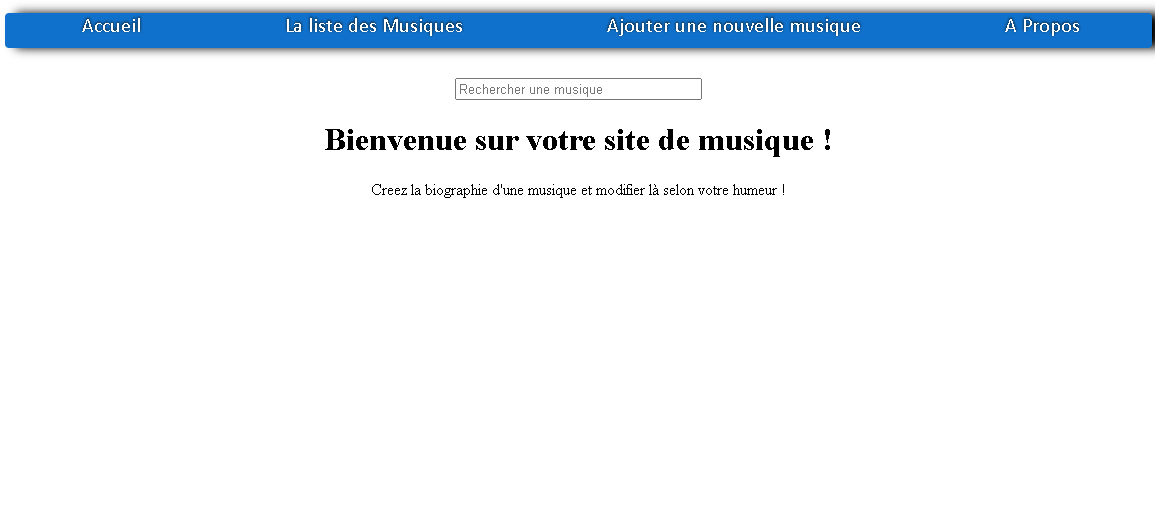 Accueil La liste des Musiques Ajouter une nouvelle musique A Propos
Rechercher une musique
Bienvenue sur votre site de musique !
Creez la biographie d'une musique et modifier là selon votre humeur !